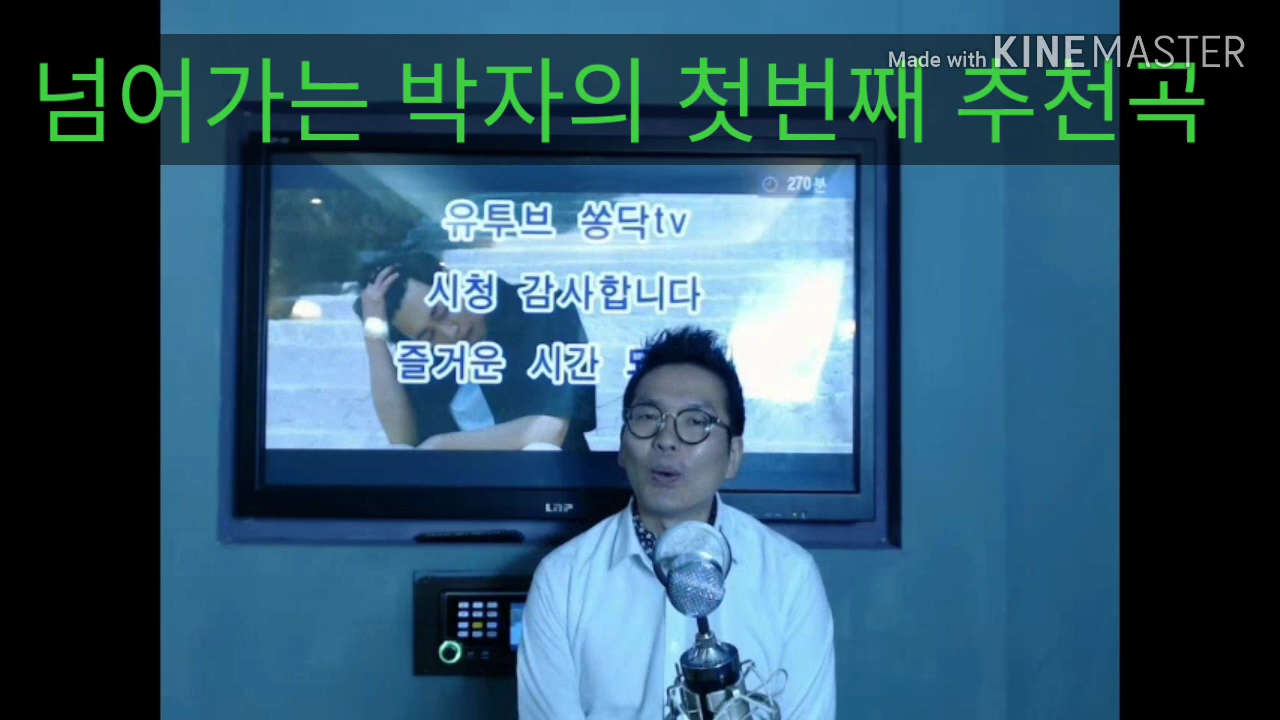 Made with KINEMASTER
넘어가는 박자의 첫번째 추천곡
270분
유투브 쏭닥tv
시청 감사합니다
즐거운 시간
LNP